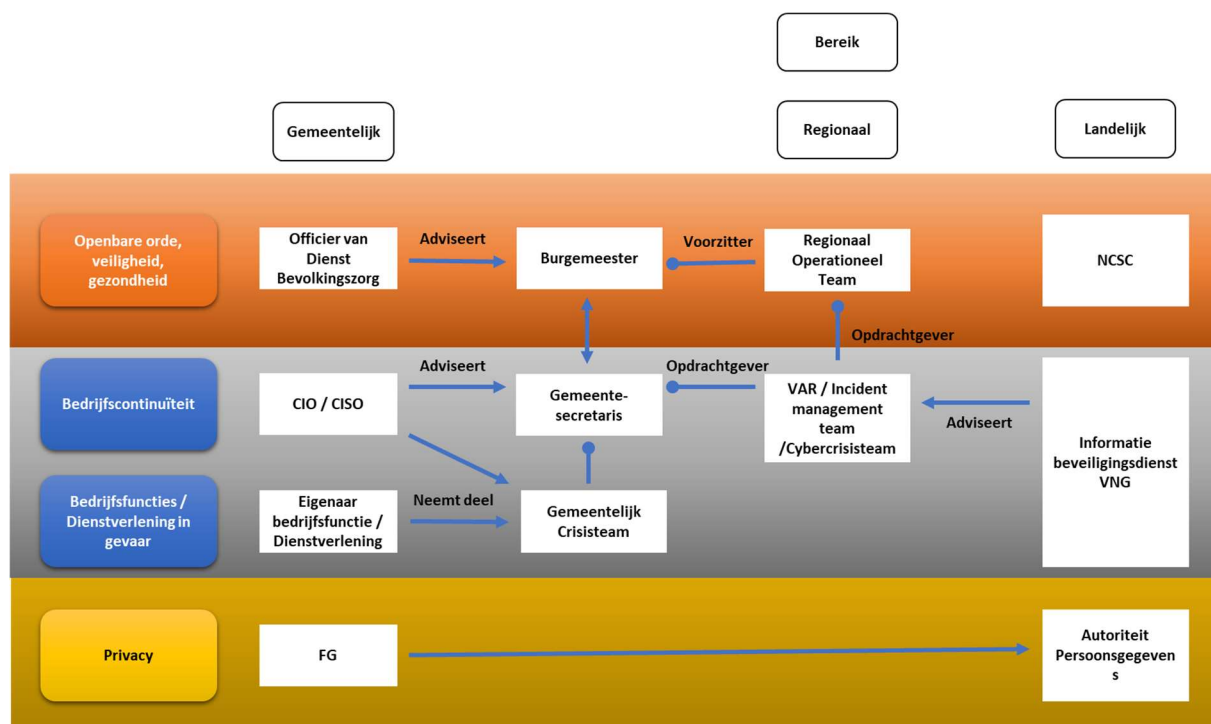 Bereik
Gemeentelijk
Regionaal
Landelijk
Openbare orde,
veiligheid,
gezondheid
Officier van
Dienst
Bevolkingszorg
Adviseert
Burgemeester
Voorzitter
Regionaal
Operationeel
Team
NCSC
Opdrachtgever
Bedrijfscontinuïteit
CIO / CISO
Adviseert
Gemeente-
secretaris
Opdrachtgever
VAR / Incident
management
team
/Cybercrisisteam
Adviseert
Informatie
beveiligingsdienst
VNG
Bedrijfsfuncties /
Dienstverlening in
gevaar
Eigenaar
bedrijfsfunctie /
Dienstverlening
Neemt deel
Gemeentelijk
Crisisteam
Privacy
FG
Autoriteit
Persoonsgegeven
s